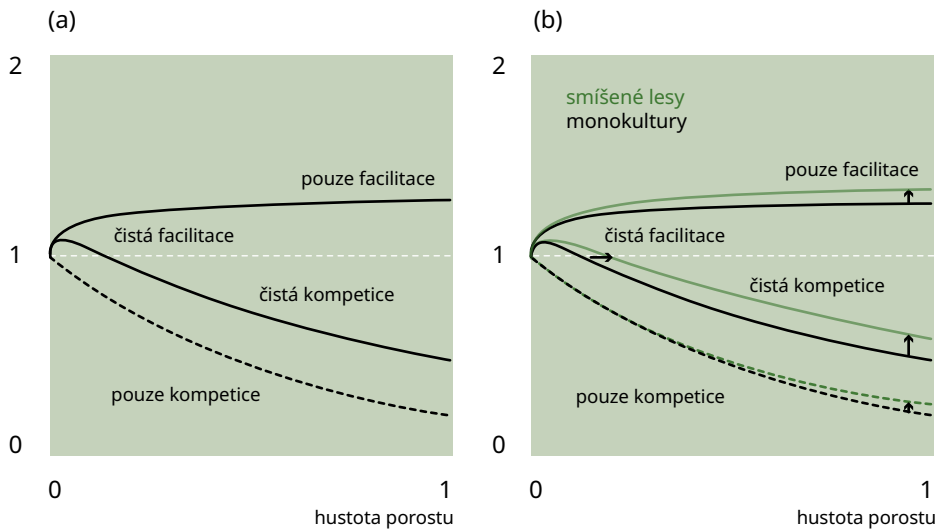 (a)
2
pouze facilitace
čistá facilitace
1
čistá kompetice
pouze kompetice
0
0
1
hustota porostu
(b)
2
smíšené lesy
monokultury
pouze facilitace
čistá facilitace
1
čistá kompetice
pouze kompetice
0
0
1
hustota porostu